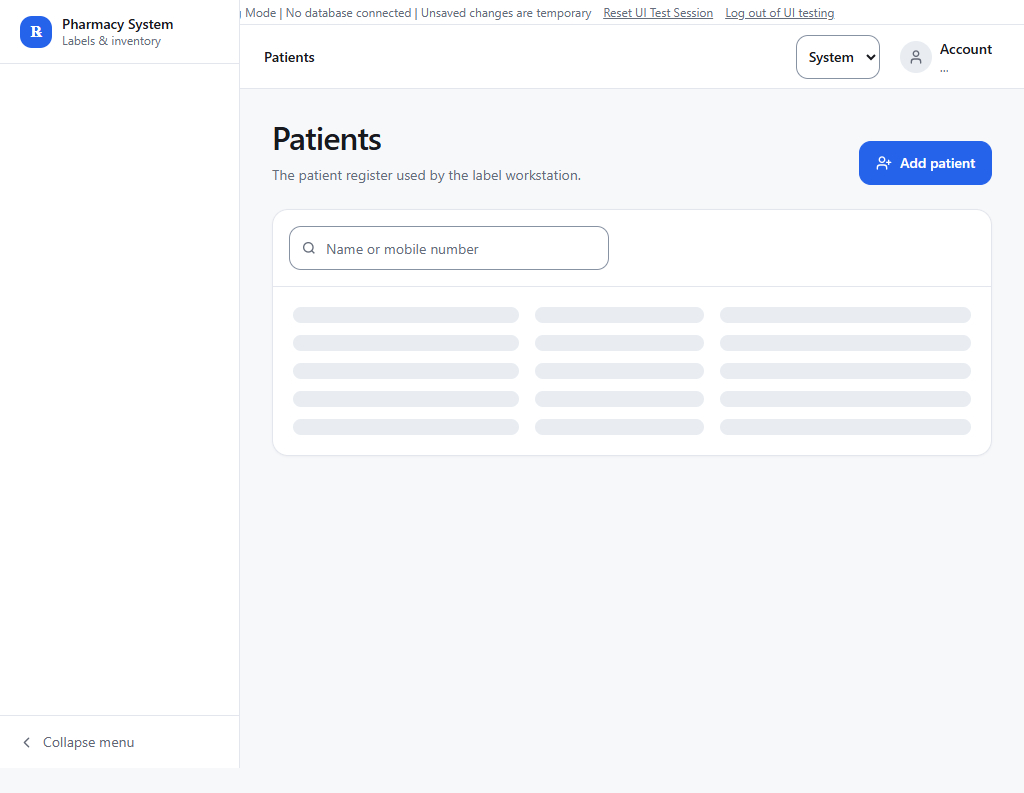 ℞
Pharmacy System
Labels & inventory
Mode | No database connected | Unsaved changes are temporary Reset UI Test Session Log out of UI testing
Patients
System
Account
...
Patients
The patient register used by the label workstation.
Add patient
Name or mobile number
Collapse menu